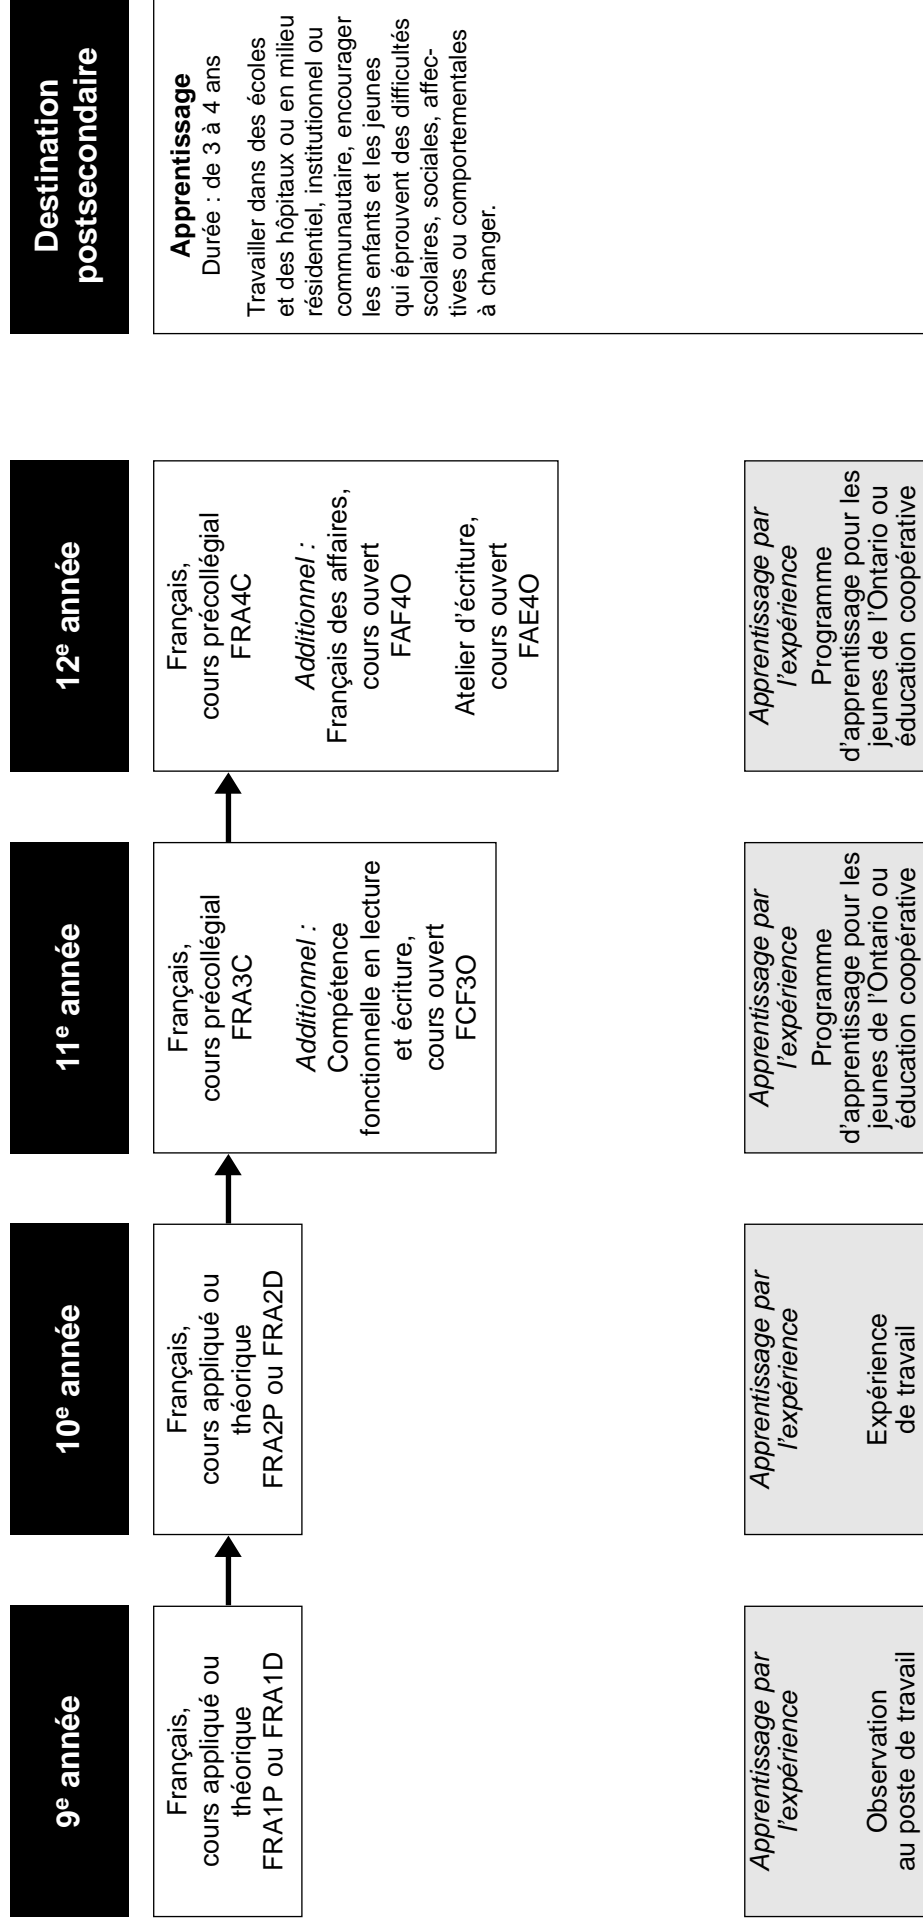 9e année
Français,
cours appliqué ou
théorique
FRA1P ou FRA1D
Apprentissage par
l'expérience
Observation
au poste de travail
10e année
Français,
cours appliqué ou
théorique
FRA2P ou FRA2D
Apprentissage par
l'expérience
Expérience
de travail
11e année
Français,
cours précollégial
FRA3C
Additionnel :
Compétence
fonctionnelle en lecture
et écriture,
cours ouvert
FCF3O
Apprentissage par
l'expérience
Programme
d'apprentissage pour les
jeunes de l'Ontario ou
éducation coopérative
12e année
Français,
cours précollégial
FRA4C
Additionnel :
Français des affaires,
cours ouvert
FAF4O
Atelier d'écriture,
cours ouvert
FAE4O
Apprentissage par
l'expérience
Programme
d'apprentissage pour les
jeunes de l'Ontario ou
éducation coopérative
Destination
postsecondaire
Apprentissage
Durée : de 3 à 4 ans
Travailler dans des écoles
et des hôpitaux ou en milieu
résidentiel, institutionnel ou
communautaire, encourager
les enfants et les jeunes
qui éprouvent des difficultés
scolaires, sociales, affec-
tives ou comportementales
à changer.